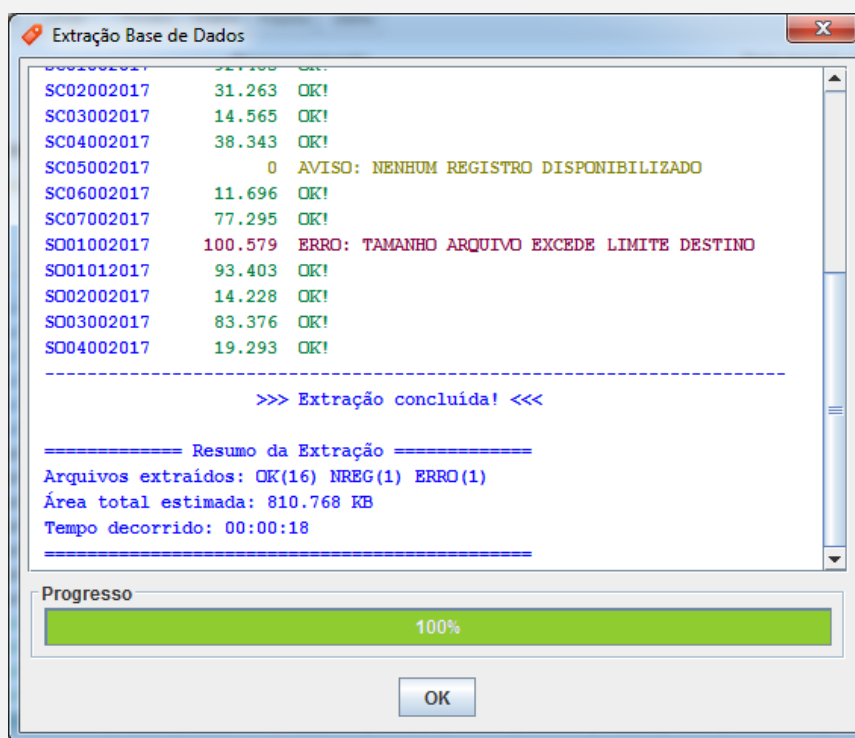 Extração Base de Dados
SC02002017 31.263 OK!
SC03002017 14.565 OK!
SC04002017 38.343 OK!
SC05002017 0 AVISO: NENHUM REGISTRO DISPONIBILIZADO
SC06002017 11.696 OK!
SC07002017 77.295 OK!
SO01002017 100.579 ERRO: TAMANHO ARQUIVO EXCEDE LIMITE DESTINO
SO01012017 93.403 OK!
SO02002017 14.228 OK!
SO03002017 83.376 OK!
SO04002017 19.293 OK!
----------------------------------------------------------------------
>>> Extração concluída! <<<
============= Resumo da Extração =============
Arquivos extraídos: OK(16) NREG(1) ERRO(1)
Área total estimada: 810.768 KB
Tempo decorrido: 00:00:18
==============================================
Progresso
100%
OK